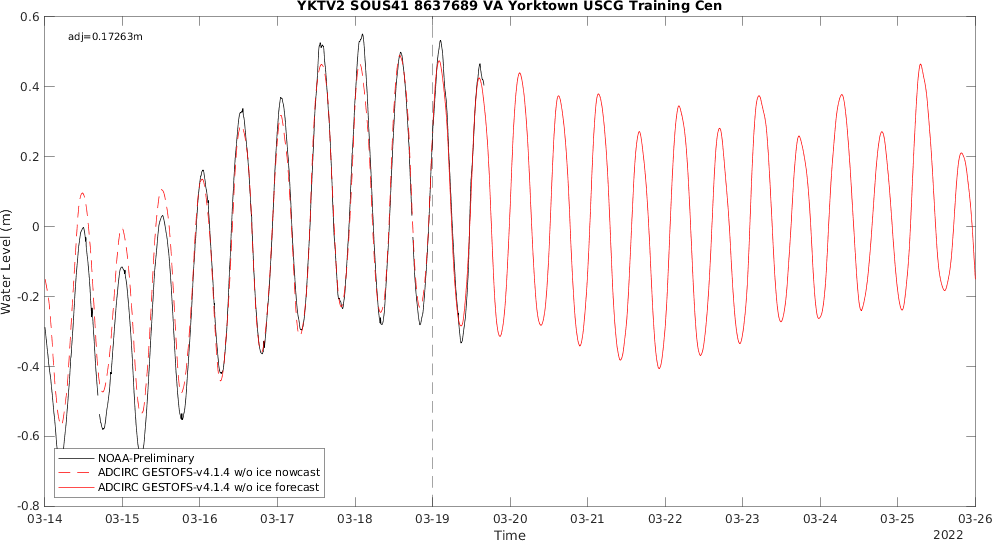 YKTV2 SOUS41 8637689 VA Yorktown USCG Training Cen
adj=0.17263m
0.6
0.4
0.2
0
-0.2
-0.4
-0.6
-0.8
Water Level (m)
NOAA-Preliminary
ADCIRC GESTOFS-v4.1.4 w/o ice nowcast
ADCIRC GESTOFS-v4.1.4 w/o ice forecast
03-14 03-15 03-16 03-17 03-18 03-19 03-20 03-21 03-22 03-23 03-24 03-25 03-26
Time
2022